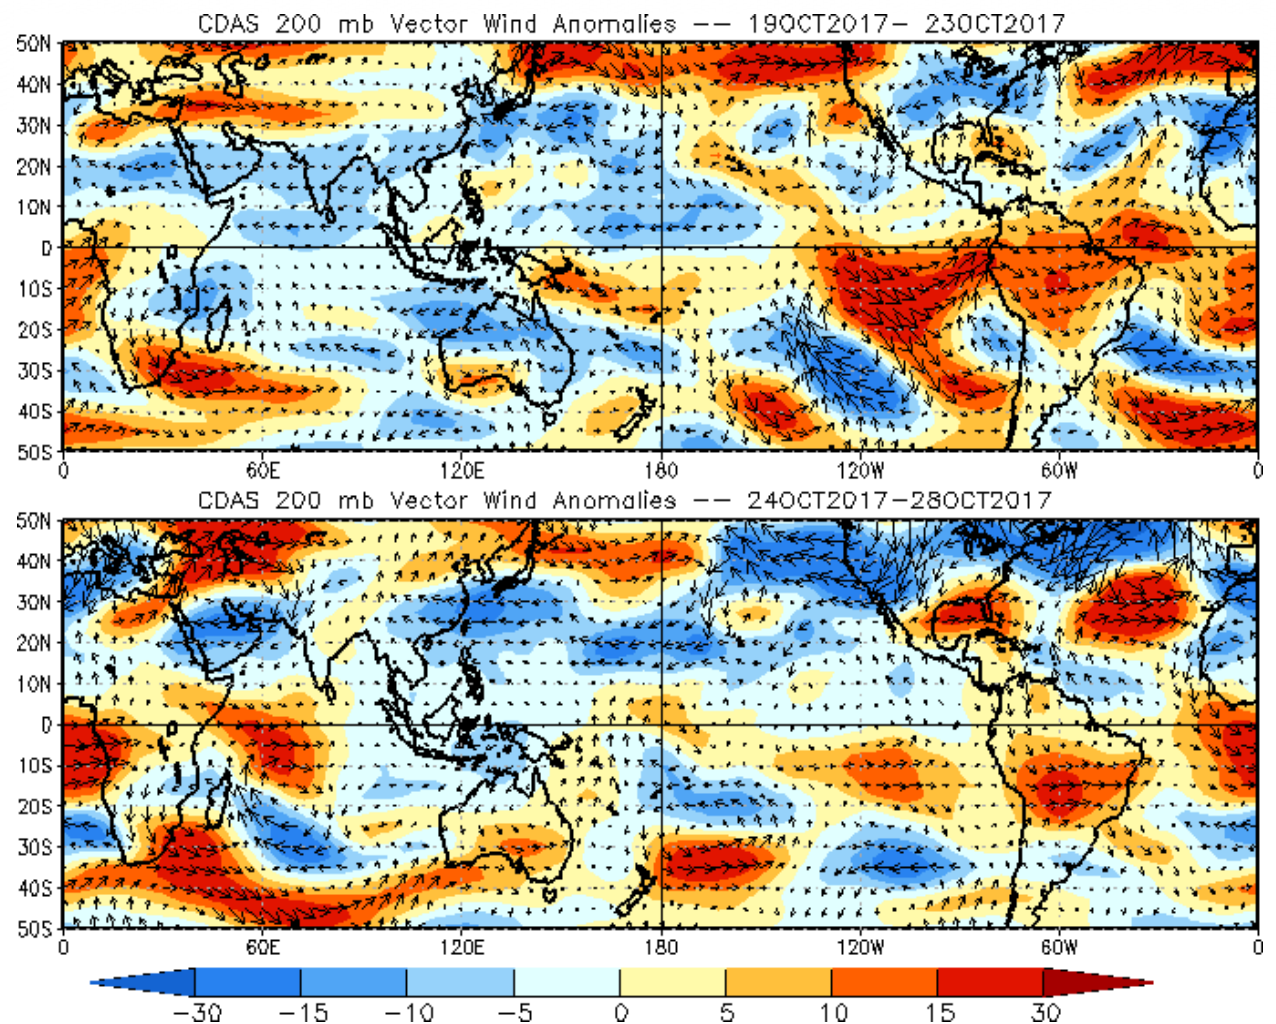 CDAS 200 mb Vector Wind Anomalies -- 19OCT2017- 23OCT2017
50N
40N
30N
20N
10N
0
10S
20S
30S
40S
50S
0 60E 120E 180 120W 60W 0
CDAS 200 mb Vector Wind Anomalies -- 24OCT2017-28OCT2017
50N
40N
30N
20N
10N
0
10S
20S
30S
40S
50S
0 60E 120E 180 120W 60W 0
-30 -15 -10 -5 0 5 10 15 30